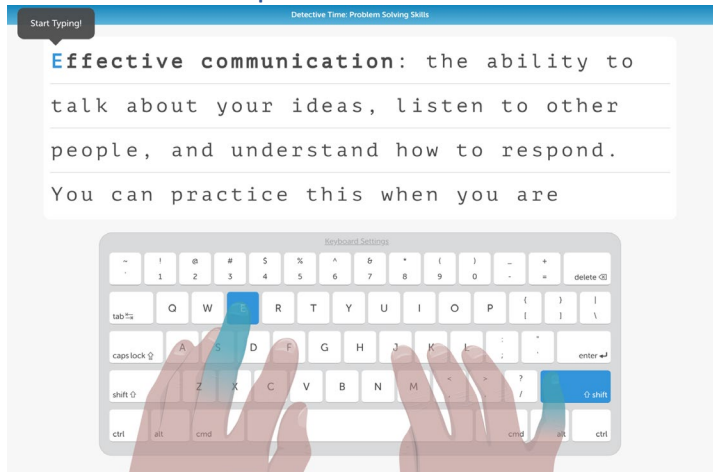 Detective Time: Problem Solving Skills
Start Typing!
Effective communication: the ability to
talk about your ideas, listen to other
people, and understand how to respond.
You can practice this when you are
Keyboard Settings
~ ! @ # $ % ^ & * ( ) _ +
` 1 2 3 4 5 6 7 8 9 0 - = delete
tab Q W E R T Y U I O P { [ } ] | \
caps lock A S D F G H J K L : ; " ' enter
shift Z X C V B N M < , > . ? / shift
ctrl alt cmd cmd alt ctrl